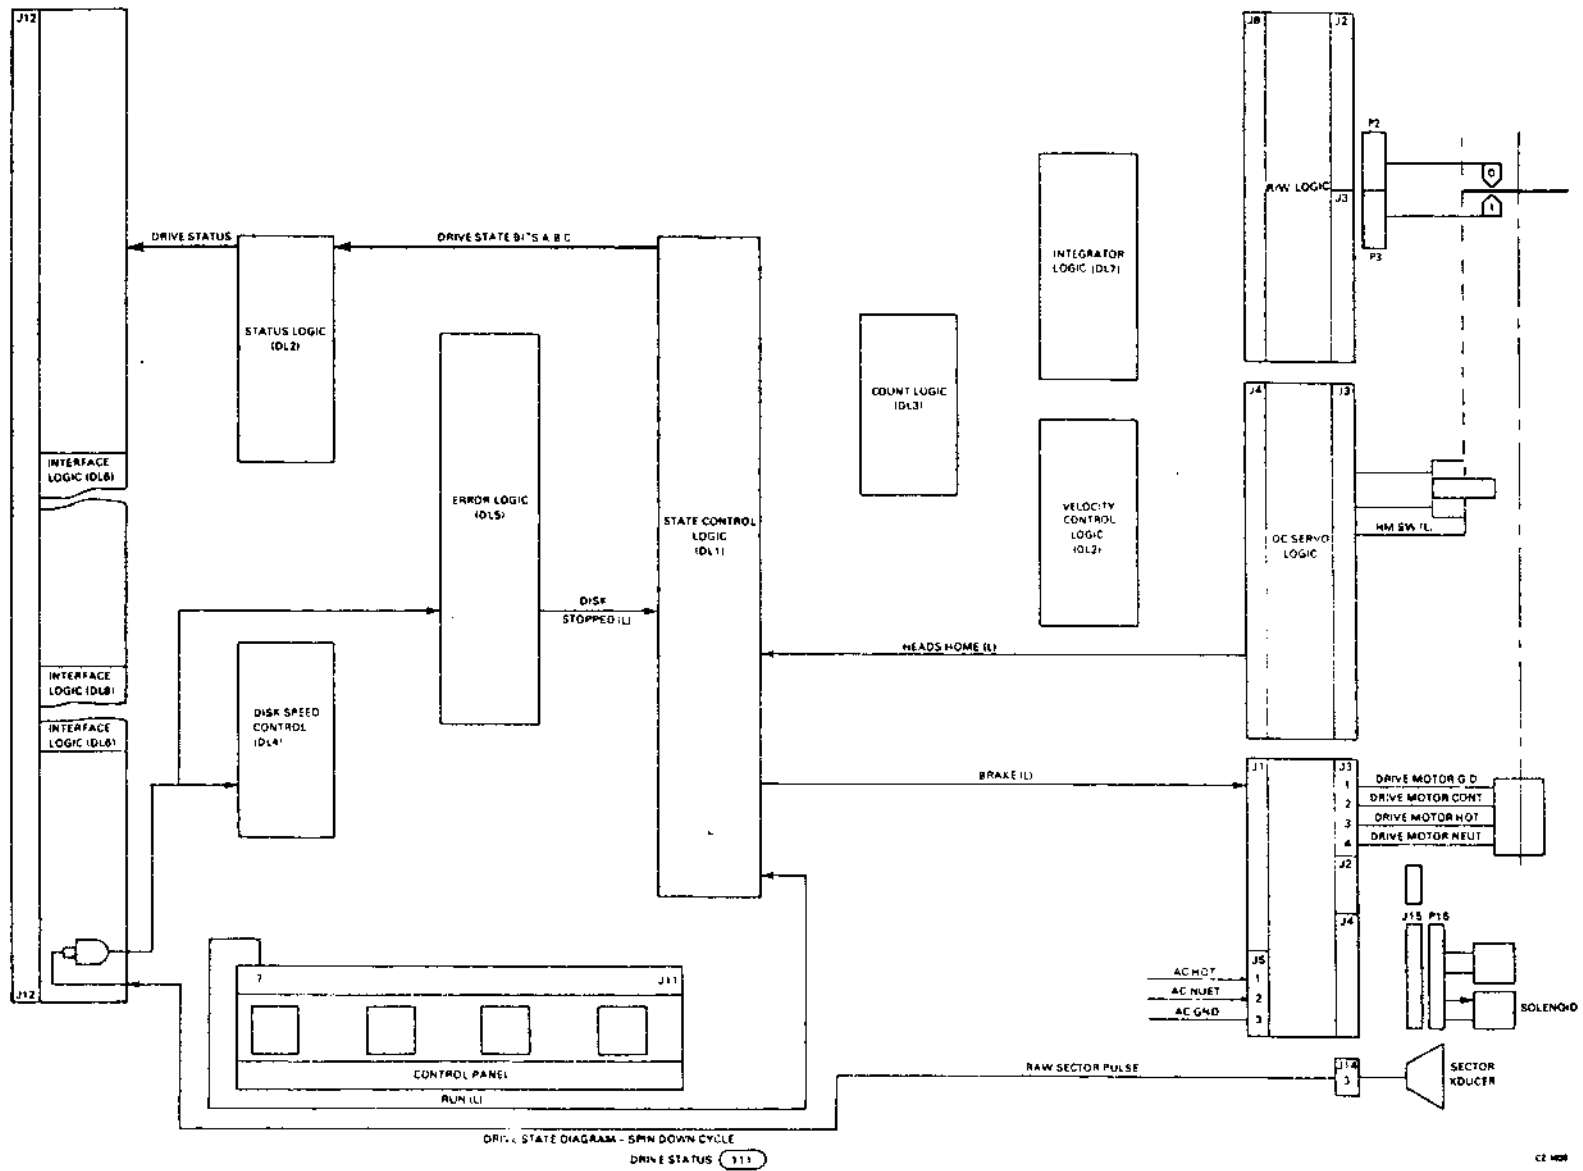 J12
J8
J2
P2
R/W LOGIC
J3
0
1
P3
DRIVE STATUS
DRIVE STATE BITS A B C
INTEGRATOR
LOGIC (DL7)
STATUS LOGIC
(DL2)
COUNT LOGIC
(DL3)
J4
J3
INTERFACE
LOGIC (DL6)
ERROR LOGIC
(DL5)
STATE CONTROL
LOGIC
(DL1)
VELOCITY
CONTROL
LOGIC
(DL2)
DC SERVO
LOGIC
HM SW (L)
DISK
STOPPED (L)
HEADS HOME (L)
INTERFACE
LOGIC (DL8)
DISK SPEED
CONTROL
(DL4)
INTERFACE
LOGIC (DL6)
BRAKE (L)
J1
J3
1
2
3
4
DRIVE MOTOR G D
DRIVE MOTOR CONT
DRIVE MOTOR HOT
DRIVE MOTOR NEUT
J2
J4
J15 P16
J5
AC HOT
1
AC NUET
2
AC GND
3
SOLENOID
J12
7
J11
CONTROL PANEL
RUN (L)
RAW SECTOR PULSE
J14
3
SECTOR
XDUCER
DRIVE STATE DIAGRAM - SPIN DOWN CYCLE
DRIVE STATUS 111